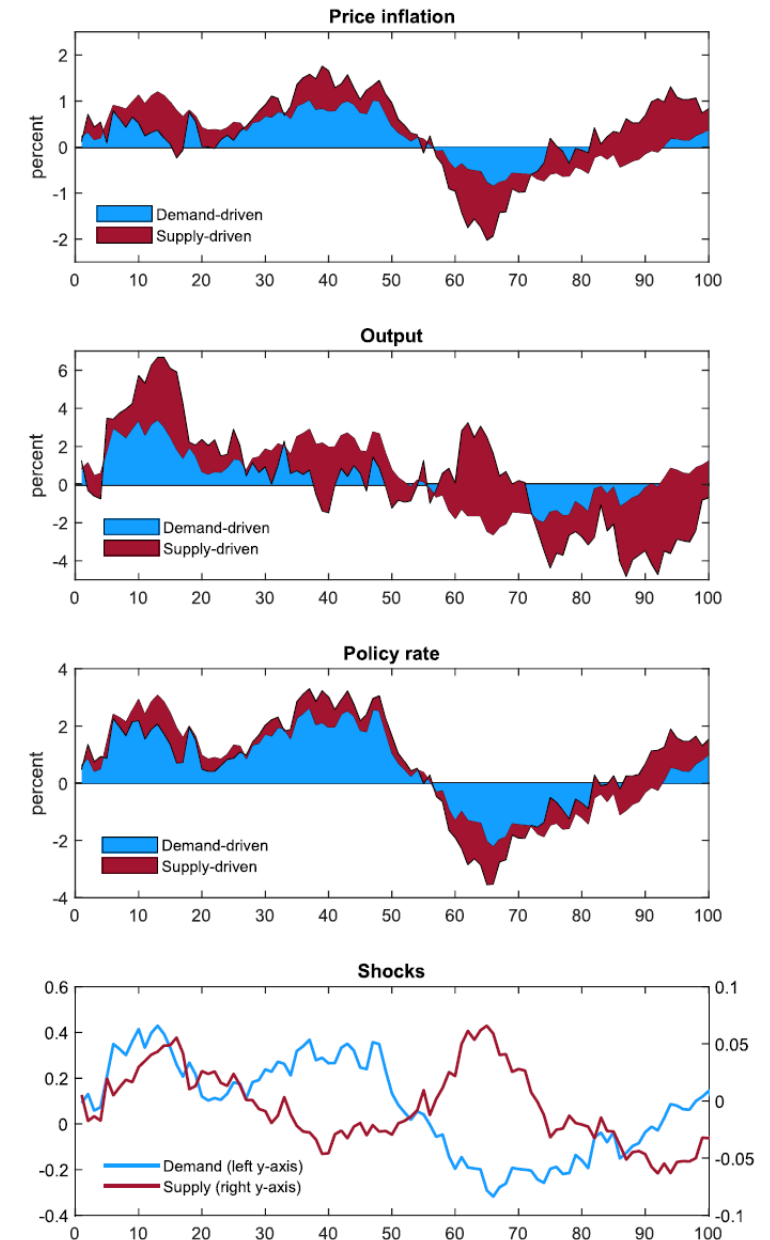 Price inflation
2
1
0
-1
-2
percent
Demand-driven
Supply-driven
0 10 20 30 40 50 60 70 80 90 100
Output
6
4
2
0
-2
-4
percent
Demand-driven
Supply-driven
0 10 20 30 40 50 60 70 80 90 100
Policy rate
4
2
0
-2
-4
percent
Demand-driven
Supply-driven
0 10 20 30 40 50 60 70 80 90 100
Shocks
0.6 0.1
0.4 0.05
0.2 0
0 -0.05
-0.2 -0.1
-0.4
Demand (left y-axis)
Supply (right y-axis)
0 10 20 30 40 50 60 70 80 90 100